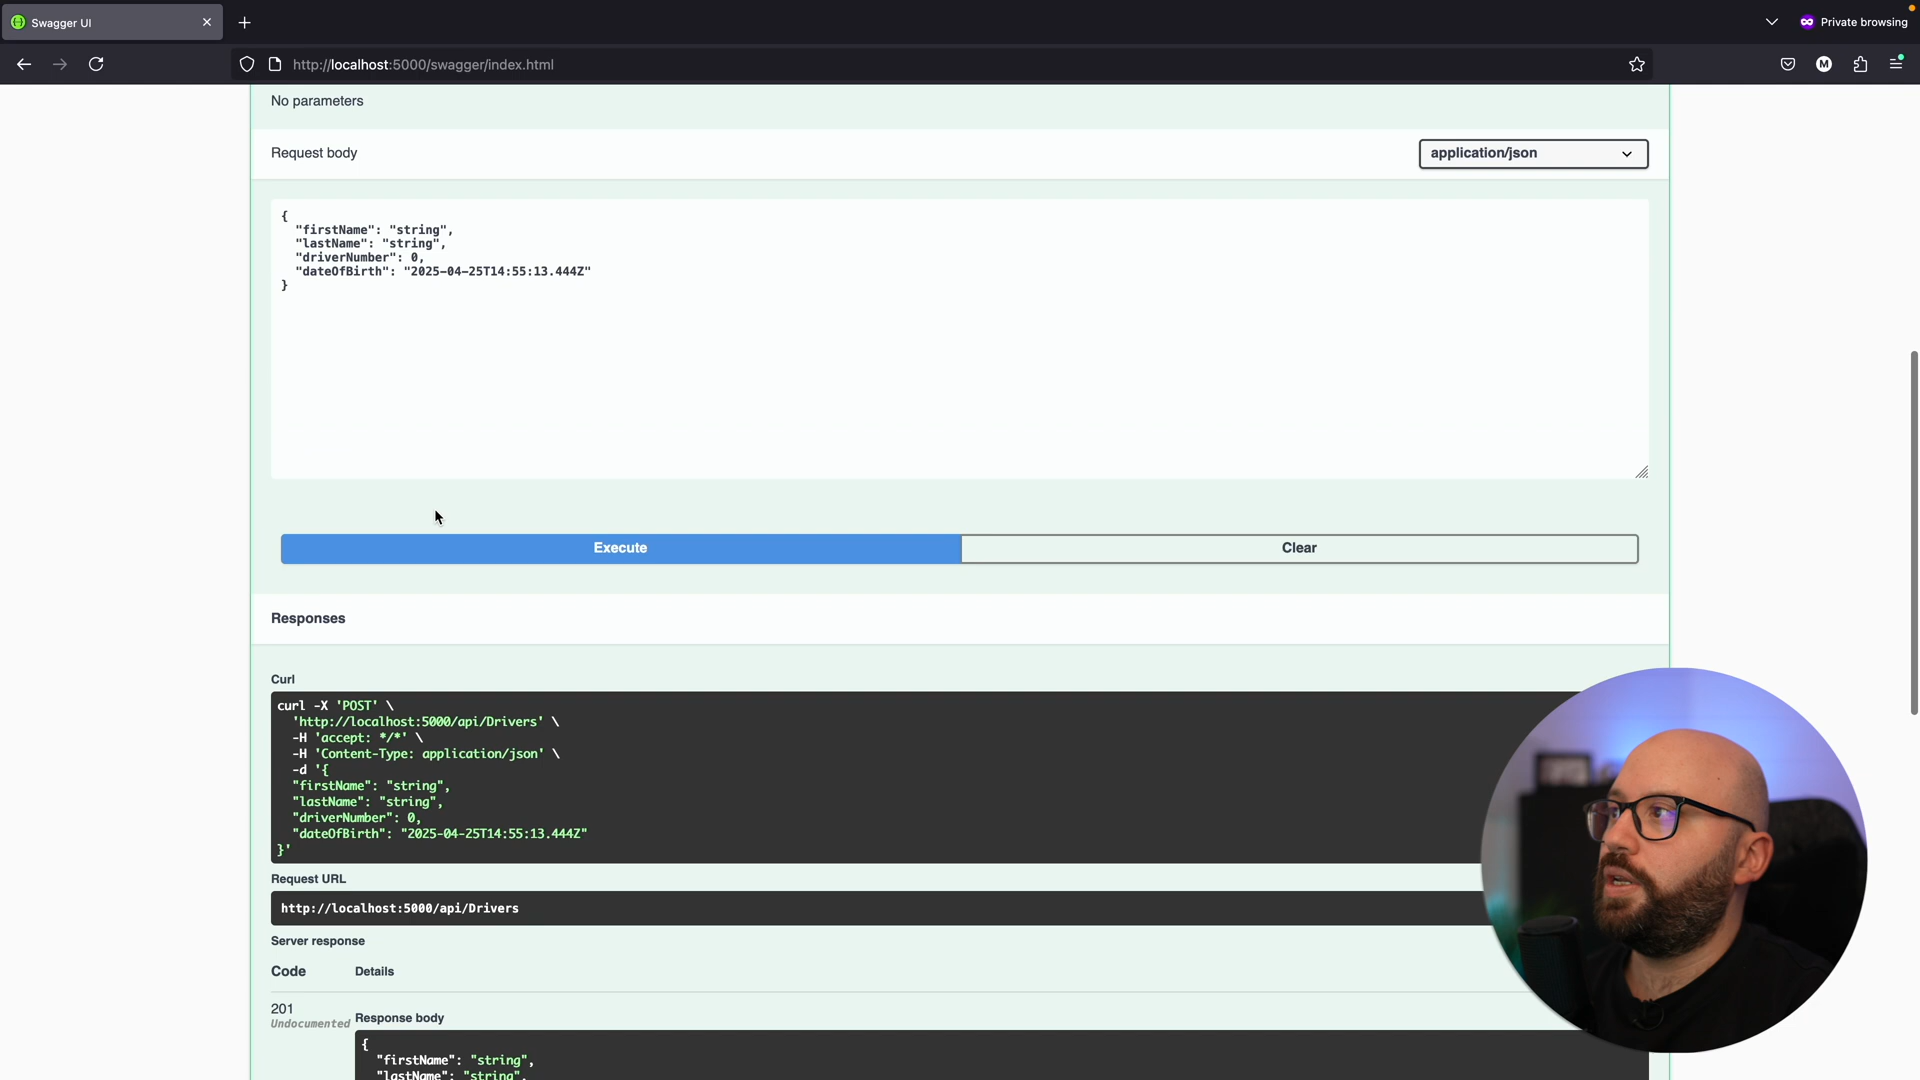 Swagger UI
Private browsing
http://localhost:5000/swagger/index.html
M
No parameters
Request body
application/json
{
"firstName": "string",
"lastName": "string",
"driverNumber": 0,
"dateOfBirth": "2025-04-25T14:55:13.444Z"
}
Execute
Clear
Responses
Curl
curl -X 'POST' \
'http://localhost:5000/api/Drivers' \
-H 'accept: */*' \
-H 'Content-Type: application/json' \
-d '{
"firstName": "string",
"lastName": "string",
"driverNumber": 0,
"dateOfBirth": "2025-04-25T14:55:13.444Z"
}'
Request URL
http://localhost:5000/api/Drivers
Server response
Code Details
201
Undocumented
Response body
{
"firstName": "string",
"lastName": "string",